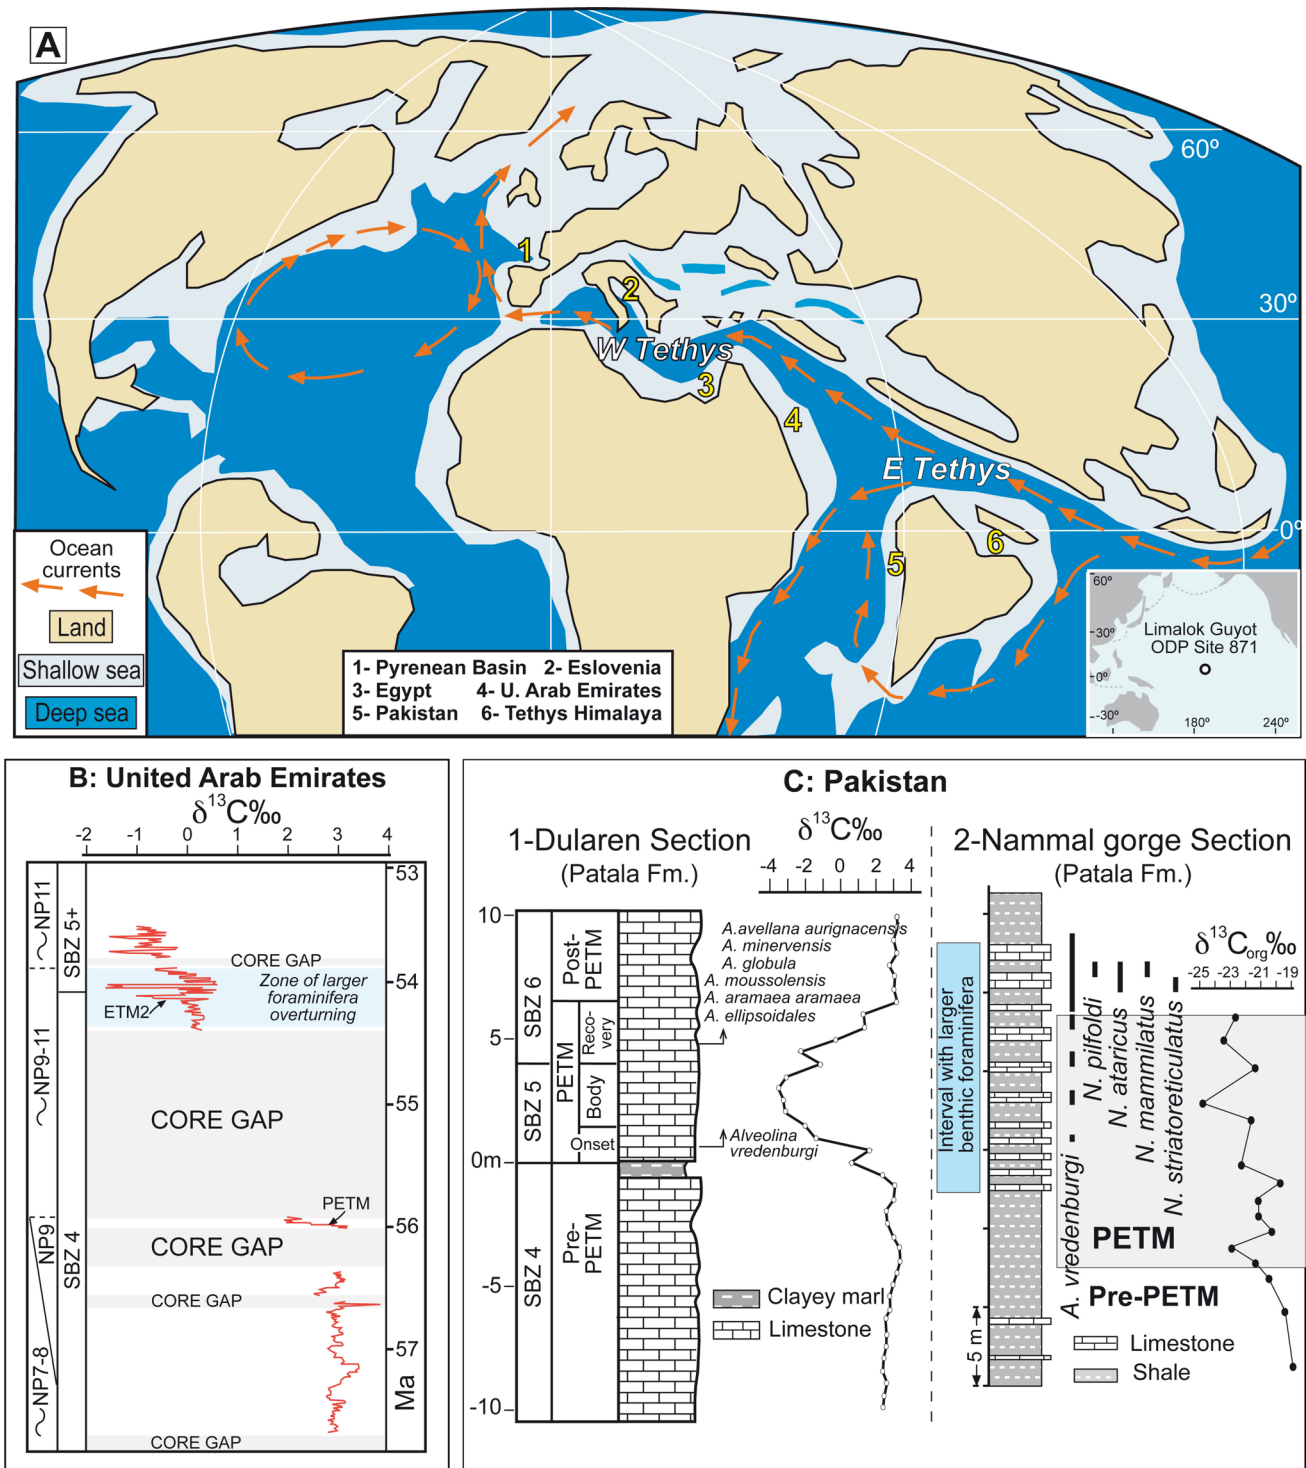 A
60º
30º
0º
1
2
W Tethys
3
4
E Tethys
5
6
Ocean
currents
Land
Shallow sea
Deep sea
1- Pyrenean Basin 2- Eslovenia
3- Egypt 4- U. Arab Emirates
5- Pakistan 6- Tethys Himalaya
60º
Limalok Guyot
ODP Site 871
-30º
-0º
-30º
180º 240º
B: United Arab Emirates
δ13C‰
-2 -1 0 1 2 3 4
53
54
55
56
57
Ma
~NP11
~NP9-11
NP9
~NP7-8
SBZ 5+
SBZ 4
CORE GAP
Zone of larger
foraminifera
overturning
ETM2
CORE GAP
PETM
CORE GAP
CORE GAP
CORE GAP
C: Pakistan
1-Dularen Section
(Patala Fm.)
δ13C‰
-4 -2 0 2 4
10
5
0m
-5
-10
SBZ 6
SBZ 5
SBZ 4
Post-
PETM
PETM
Reco-
very
Body
Onset
Pre-
PETM
A.avellana aurignacensis
A. minervensis
A. globula
A. moussolensis
A. aramaea aramaea
A. ellipsoidales
Alveolina
vredenburgi
Clayey marl
Limestone
2-Nammal gorge Section
(Patala Fm.)
δ13Corg‰
-25 -23 -21 -19
Interval with larger
benthic foraminifera
A. vredenburgi
N. pilfoldi
N. ataricus
N. mammilatus
N. striatoreticulatus
PETM
Pre-PETM
5 m
Limestone
Shale